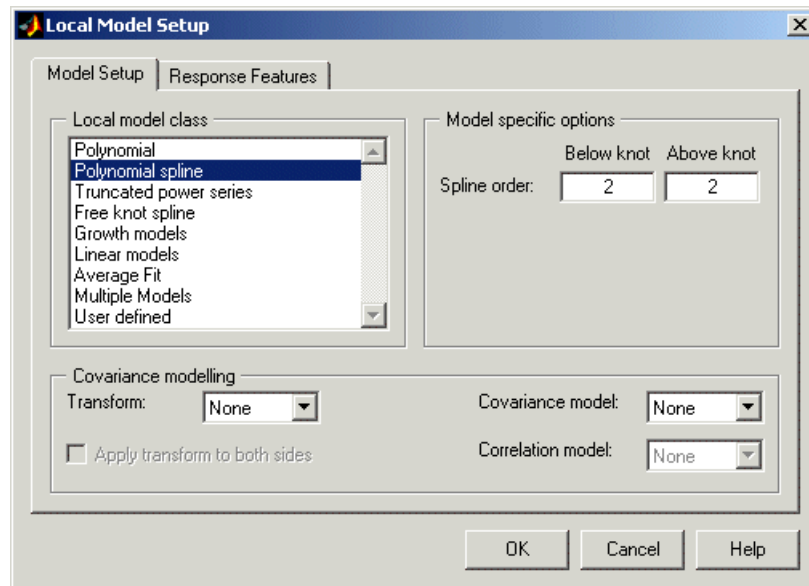 Local Model Setup
Model Setup
Response Features
Local model class
Polynomial
Polynomial spline
Truncated power series
Free knot spline
Growth models
Linear models
Average Fit
Multiple Models
User defined
Model specific options
Below knot Above knot
Spline order: 2 2
Covariance modelling
Transform: None
Covariance model: None
Apply transform to both sides
Correlation model: None
OK Cancel Help